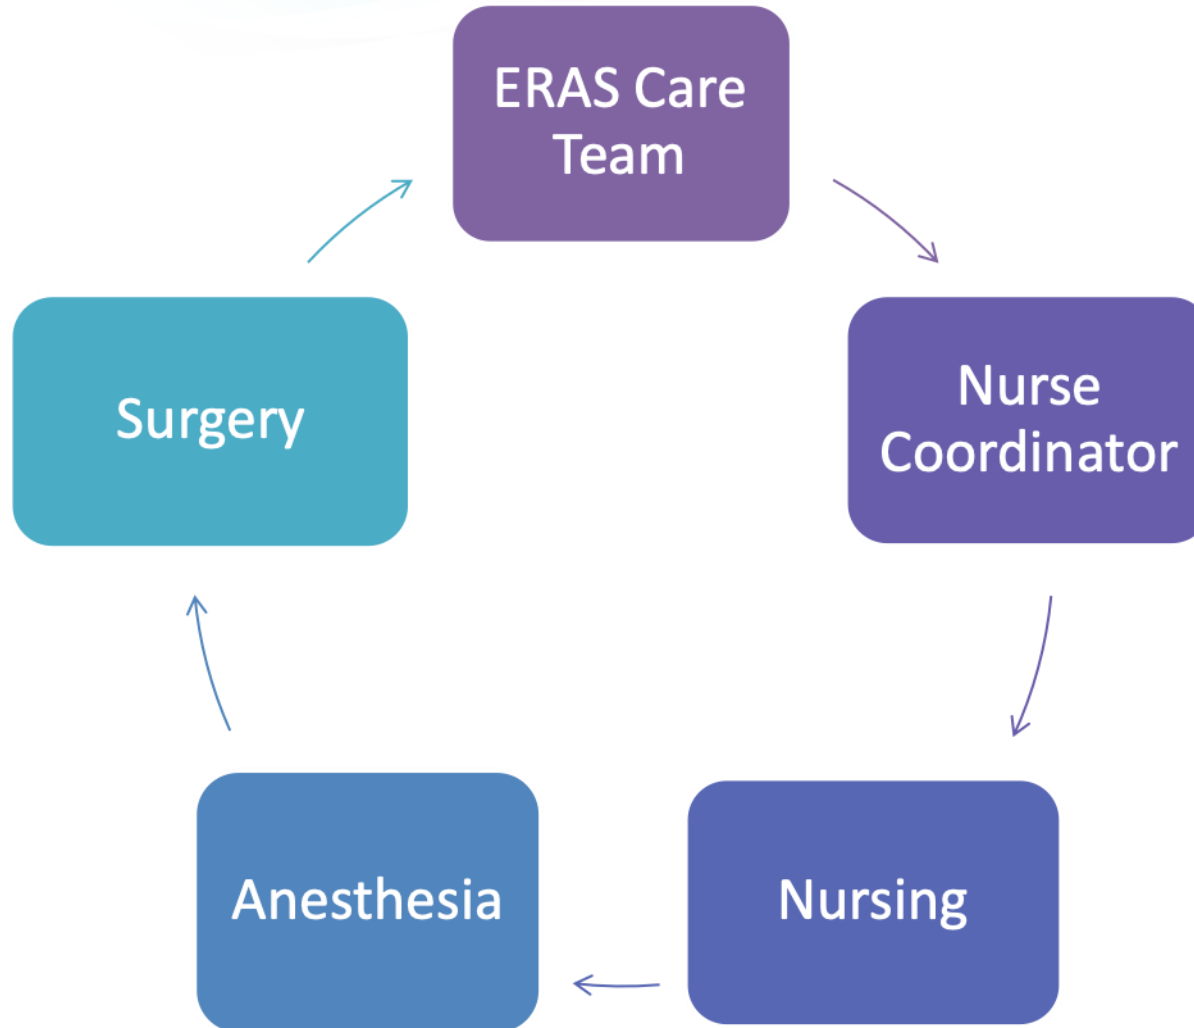 ERAS Care
Team
Nurse
Coordinator
Nursing
Anesthesia
Surgery